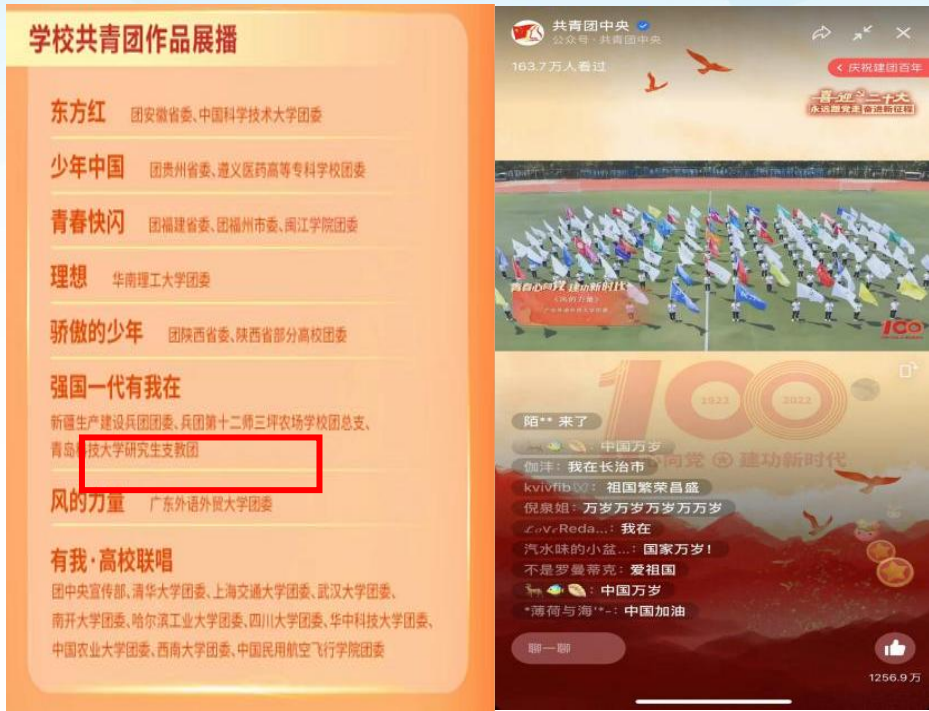 学校共青团作品展播
东方红 团安徽省委、中国科学技术大学团委
少年中国 团贵州省委、遵义医药高等专科学校团委
青春快闪 团福建省委、团福州市委、闽江学院团委
理想 华南理工大学团委
骄傲的少年 团陕西省委、陕西省部分高校团委
强国一代有我在
新疆生产建设兵团团委、兵团第十二师三坪农场学校团总支、
青岛科技大学研究生支教团
风的力量 广东外语外贸大学团委
有我·高校联唱
团中央宣传部、清华大学团委、上海交通大学团委、武汉大学团委、
南开大学团委、哈尔滨工业大学团委、四川大学团委、华中科技大学团委、
中国农业大学团委、西南大学团委、中国民用航空飞行学院团委
共青团中央
公众号·共青团中央
163.7万人看过
庆祝建团百年
喜迎二十大
永远跟党走 奋进新征程
青春心向党 建功新时代
《风的力量》
100
100
1922
2022
心向党 建功新时代
陌** 来了
: 中国万岁
伽沣: 我在长治市
kvivfib: 祖国繁荣昌盛
倪泉姐: 万岁万岁万岁万万岁
LoveReda...: 我在
汽水味的小盆...: 国家万岁!
不是罗曼蒂克: 爱祖国
: 中国万岁
*薄荷与海'*-: 中国加油
聊一聊
1256.9万